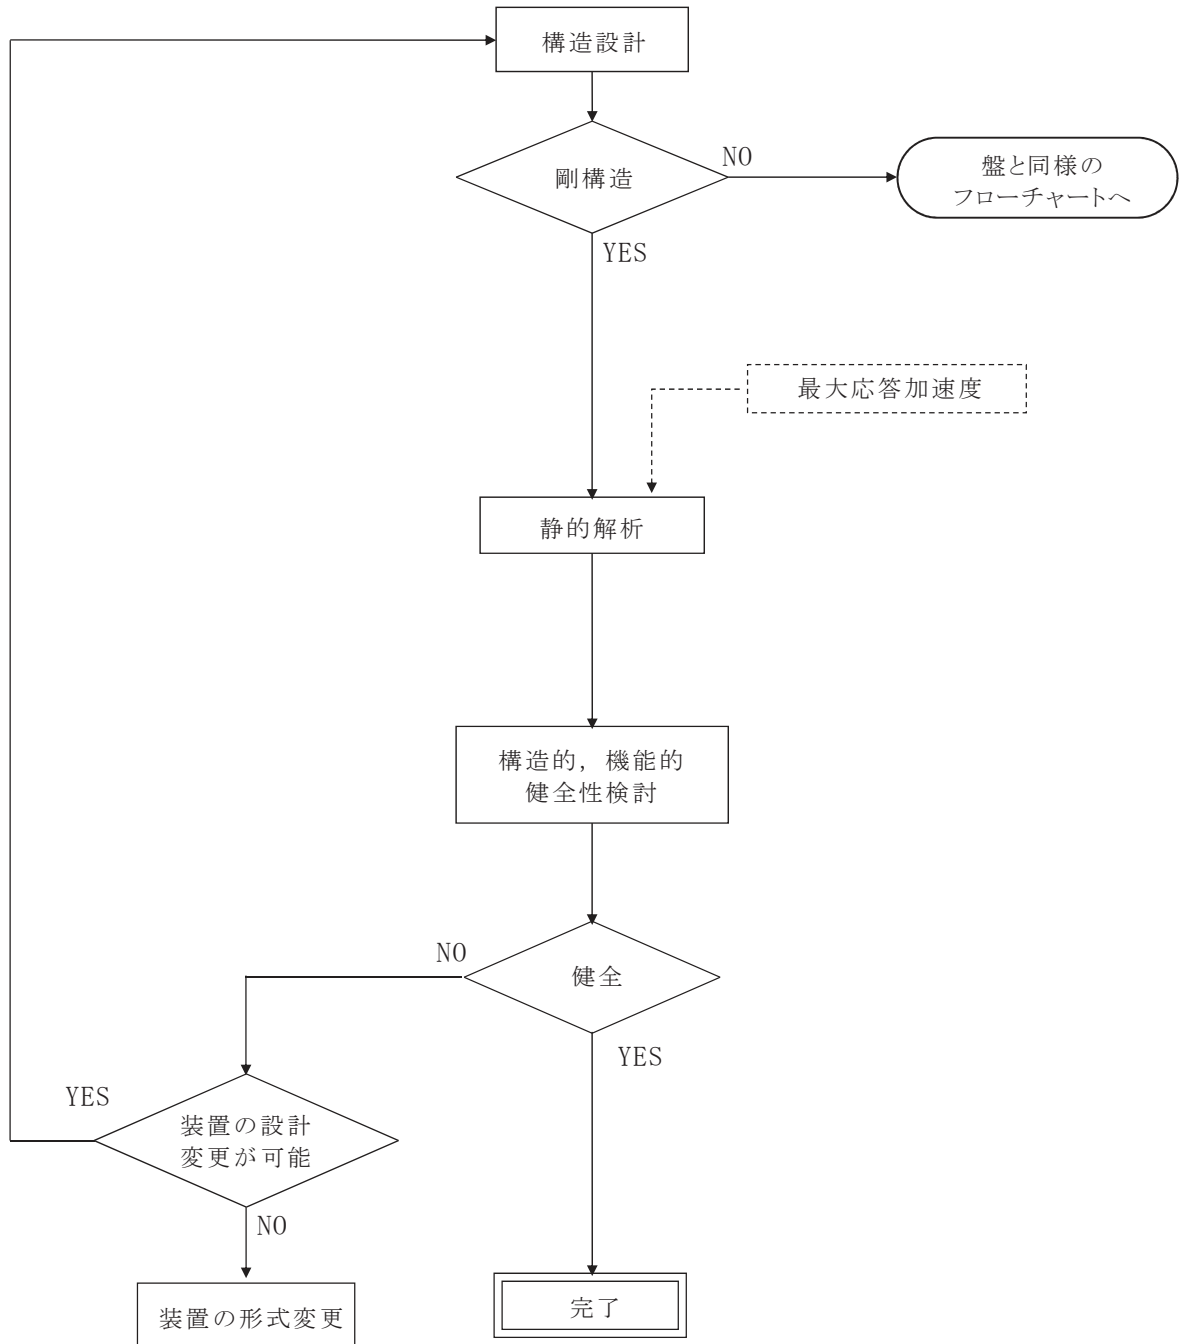 構造設計
剛構造
NO
盤と同様の
フローチャートへ
YES
最大応答加速度
静的解析
構造的，機能的
健全性検討
NO
健全
YES
YES
装置の設計
変更が可能
NO
装置の形式変更
完了